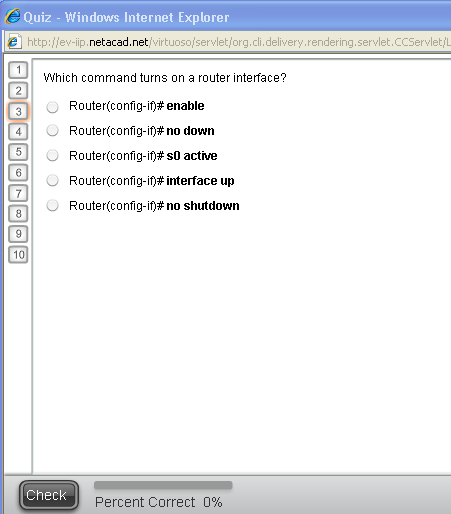 Quiz - Windows Internet Explorer
http://ev-iip.netacad.net/virtuoso/servlet/org.cli.delivery.rendering.servlet.CCServlet/L
1
2
3
4
5
6
7
8
9
10
Which command turns on a router interface?
Router(config-if)# enable
Router(config-if)# no down
Router(config-if)# s0 active
Router(config-if)# interface up
Router(config-if)# no shutdown
Check
Percent Correct 0%